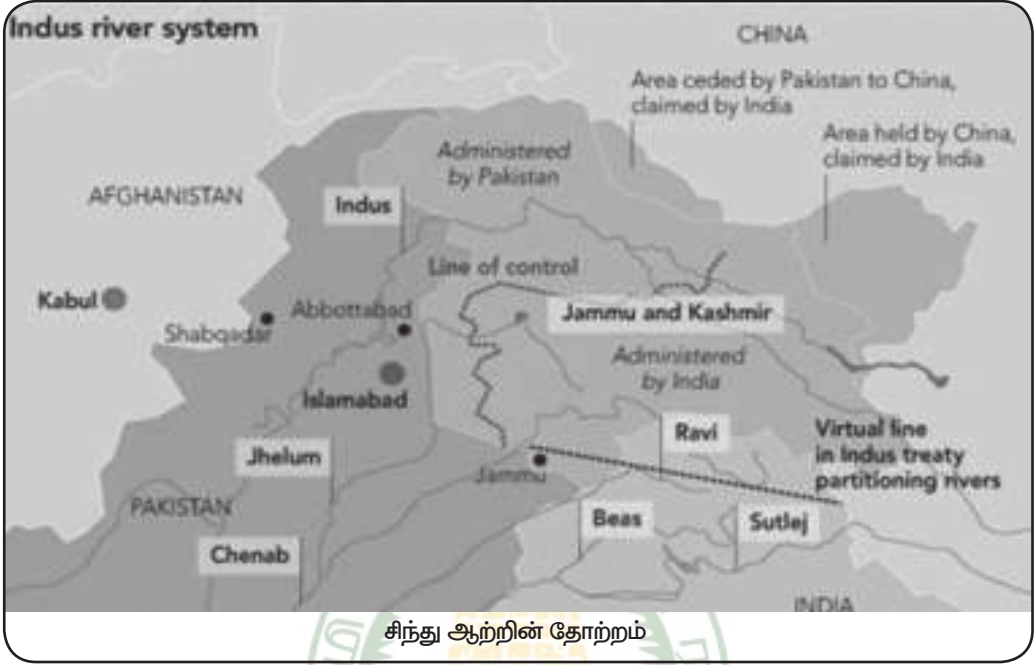 Indus river system
CHINA
Area ceded by Pakistan to China,
claimed by India
Area held by China,
claimed by India
Administered
by Pakistan
AFGHANISTAN
Indus
Line of control
Kabul
Abbottabad
Shabqadar
Jammu and Kashmir
Administered
by India
Islamabad
Ravi
Virtual line
in Indus treaty
partitioning rivers
Jhelum
Jammu
PAKISTAN
Beas
Sutlej
Chenab
INDIA
சிந்து ஆற்றின் தோற்றம்